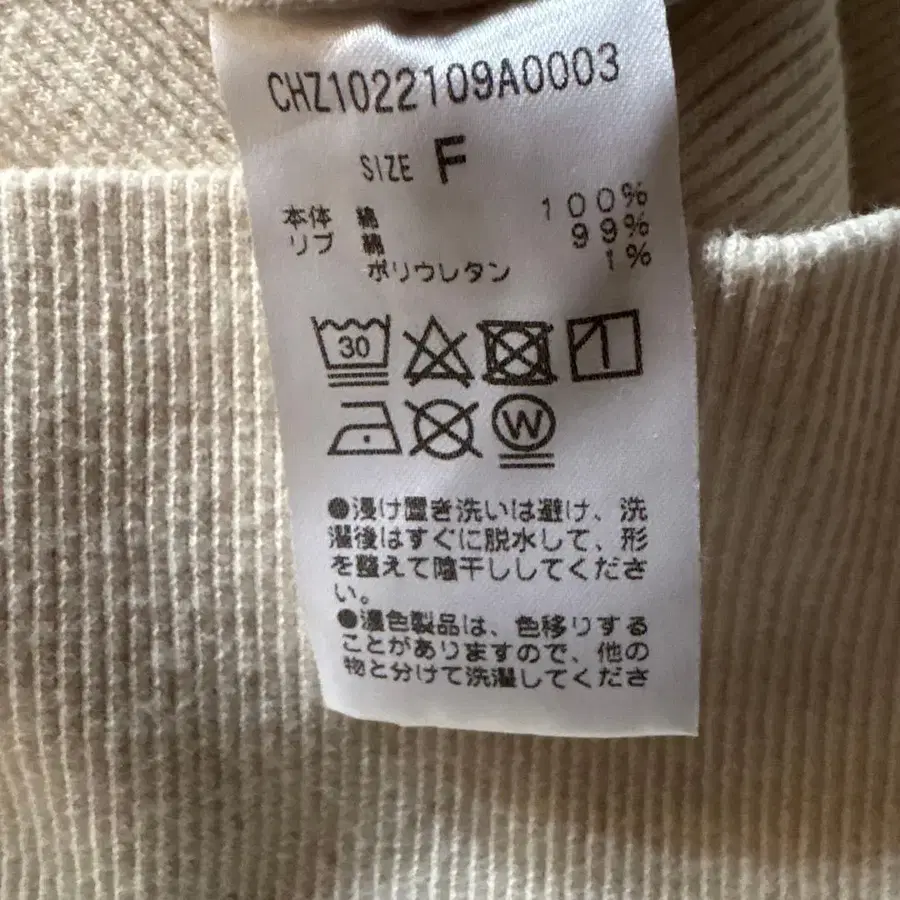 CHZ1022109A0003
SIZE F
本体 綿 100%
リブ 綿 99%
ポリウレタン 1%
30
W
●浸け置き洗いは避け、洗
濯後はすぐに脱水して、形
を整えて陰干ししてくださ
い。
●濃色製品は、色移りする
ことがありますので、他の
物と分けて洗濯してくださ